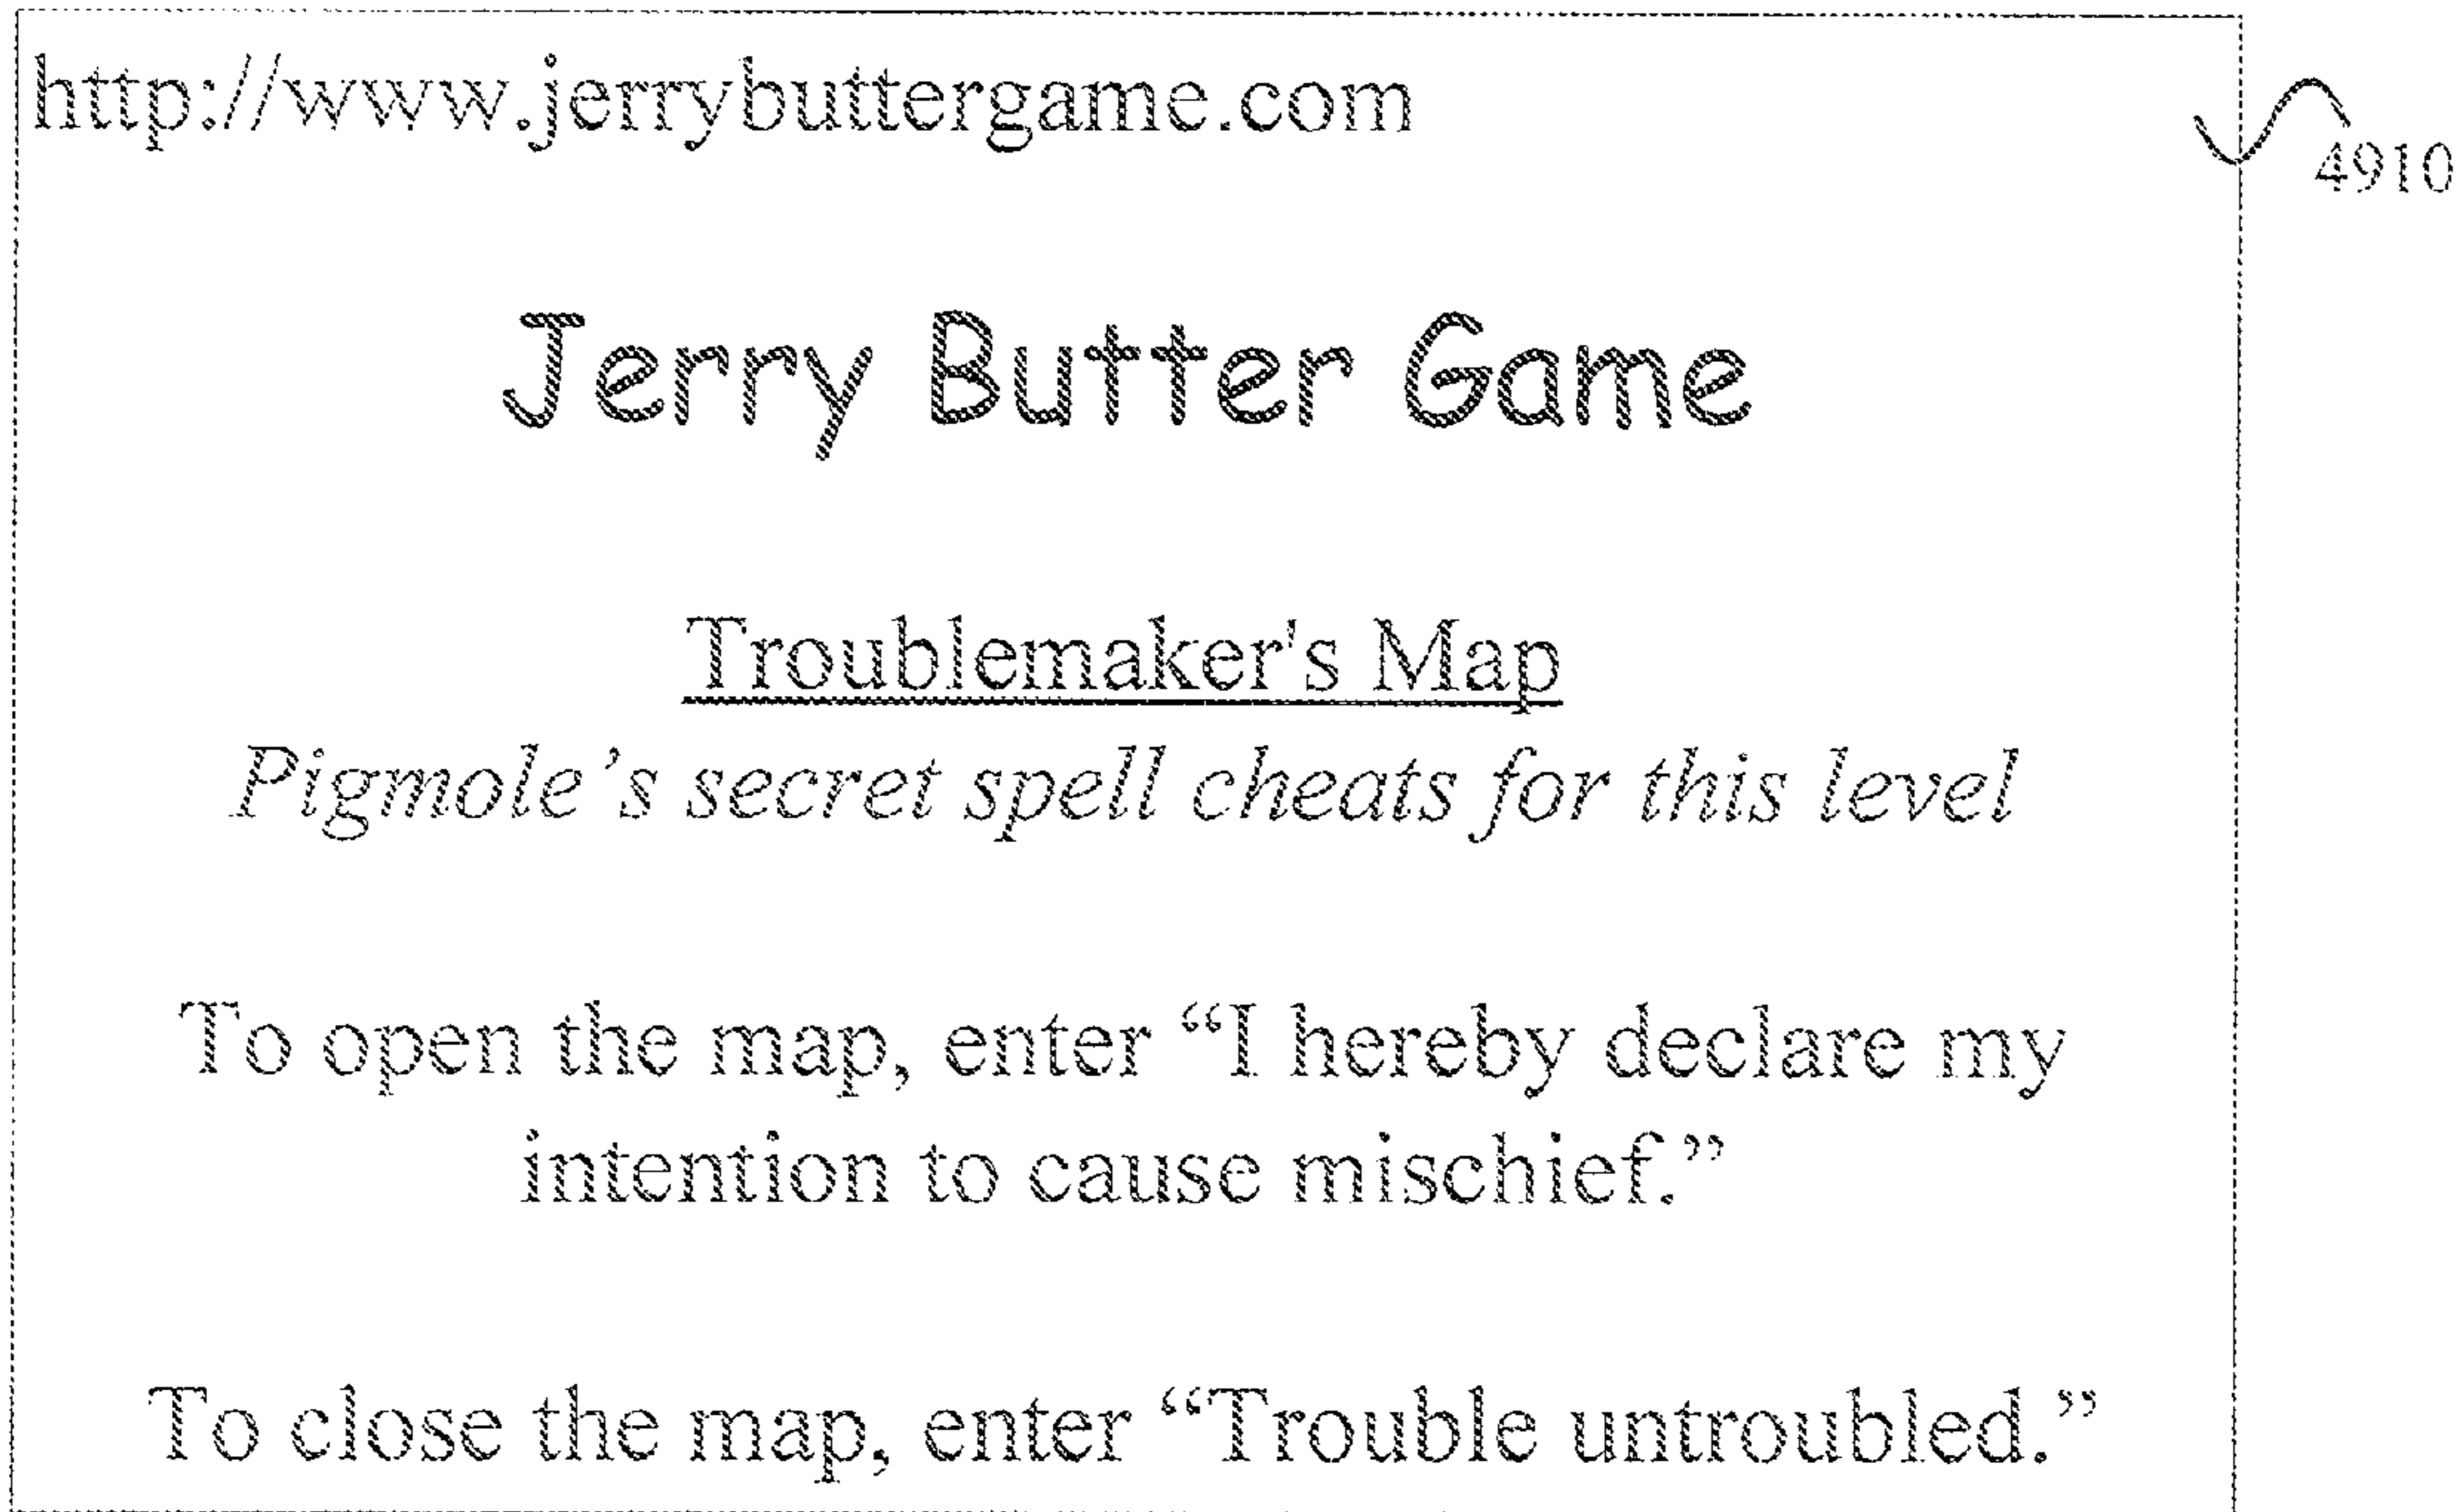 http://www.jerrybuttergame.com
4910
Jerry Butter Game
Troublemaker's Map
Pigmole’s secret spell cheats for this level
To open the map, enter “I hereby declare my
intention to cause mischief.”
To close the map, enter “Trouble untroubled.”